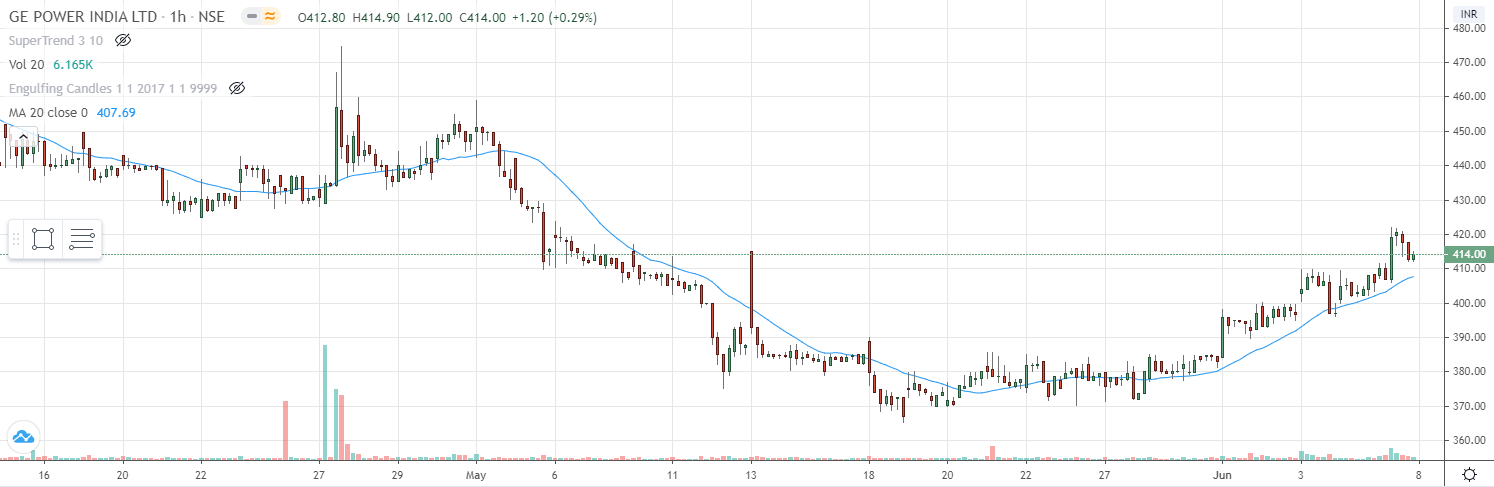 GE POWER INDIA LTD · 1h · NSE O412.80 H414.90 L412.00 C414.00 +1.20 (+0.29%)
INR
SuperTrend 3 10
Vol 20 6.165K
Engulfing Candles 1 1 2017 1 1 9999
MA 20 close 0 407.69
480.00
470.00
460.00
450.00
440.00
430.00
420.00
414.00
410.00
400.00
390.00
380.00
370.00
360.00
16 20 22 27 29 May 6 11 13 18 20 22 27 Jun 3 8